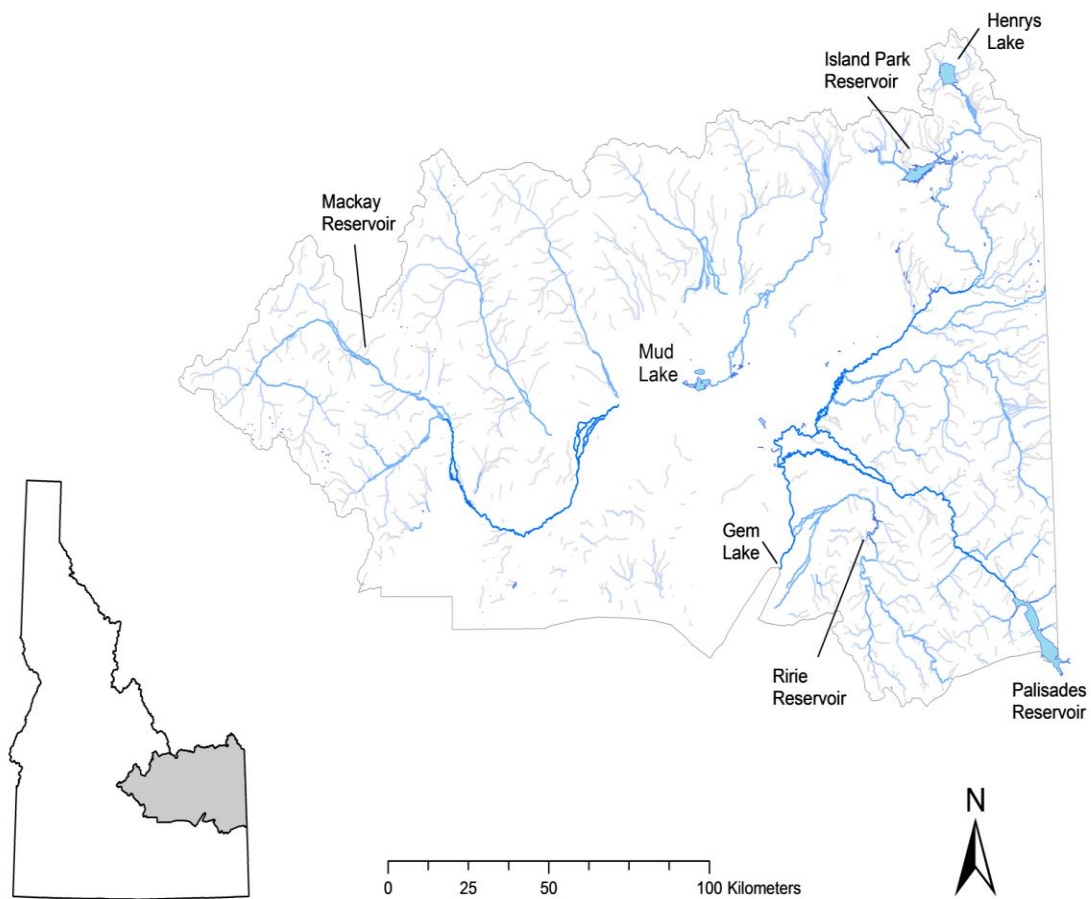 Henrys
Lake
Island Park
Reservoir
Mackay
Reservoir
Mud
Lake
Gem
Lake
Ririe
Reservoir
Palisades
Reservoir
N
0 25 50 100 Kilometers